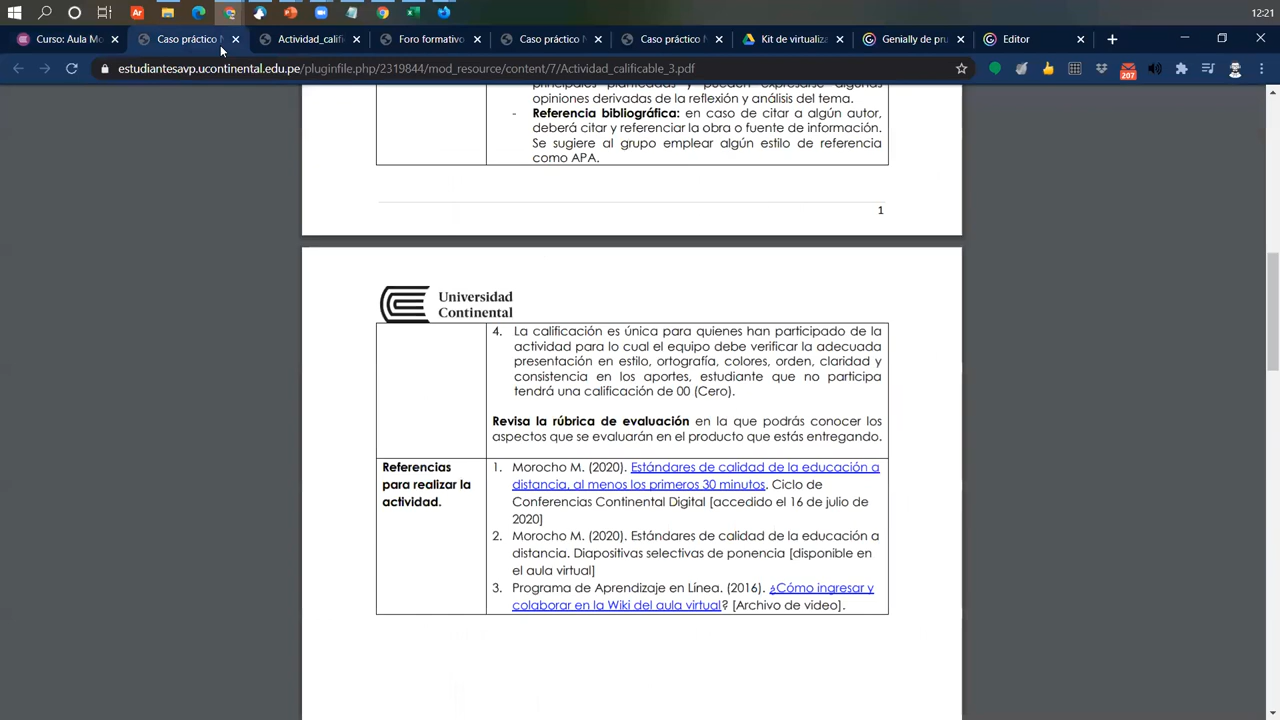 12:21
Curso: Aula Mo
Caso práctico N
Actividad_califi
Foro formativo
Caso práctico N
Caso práctico N
Kit de virtualiza
Genially de pru
Editor
estudiantesavp.ucontinental.edu.pe/pluginfile.php/2319844/mod_resource/content/7/Actividad_calificable_3.pdf
207
principales planteadas y pueden expresarse algunas
opiniones derivadas de la reflexión y análisis del tema.
- Referencia bibliográfica: en caso de citar a algún autor,
deberá citar y referenciar la obra o fuente de información.
Se sugiere al grupo emplear algún estilo de referencia
como APA.
1
Universidad
Continental
4. La calificación es única para quienes han participado de la
actividad para lo cual el equipo debe verificar la adecuada
presentación en estilo, ortografía, colores, orden, claridad y
consistencia en los aportes, estudiante que no participa
tendrá una calificación de 00 (Cero).
Revisa la rúbrica de evaluación en la que podrás conocer los
aspectos que se evaluarán en el producto que estás entregando.
Referencias
para realizar la
actividad.
1. Morocho M. (2020). Estándares de calidad de la educación a
distancia, al menos los primeros 30 minutos. Ciclo de
Conferencias Continental Digital [accedido el 16 de julio de
2020]
2. Morocho M. (2020). Estándares de calidad de la educación a
distancia. Diapositivas selectivas de ponencia [disponible en
el aula virtual]
3. Programa de Aprendizaje en Línea. (2016). ¿Cómo ingresar y
colaborar en la Wiki del aula virtual? [Archivo de video].